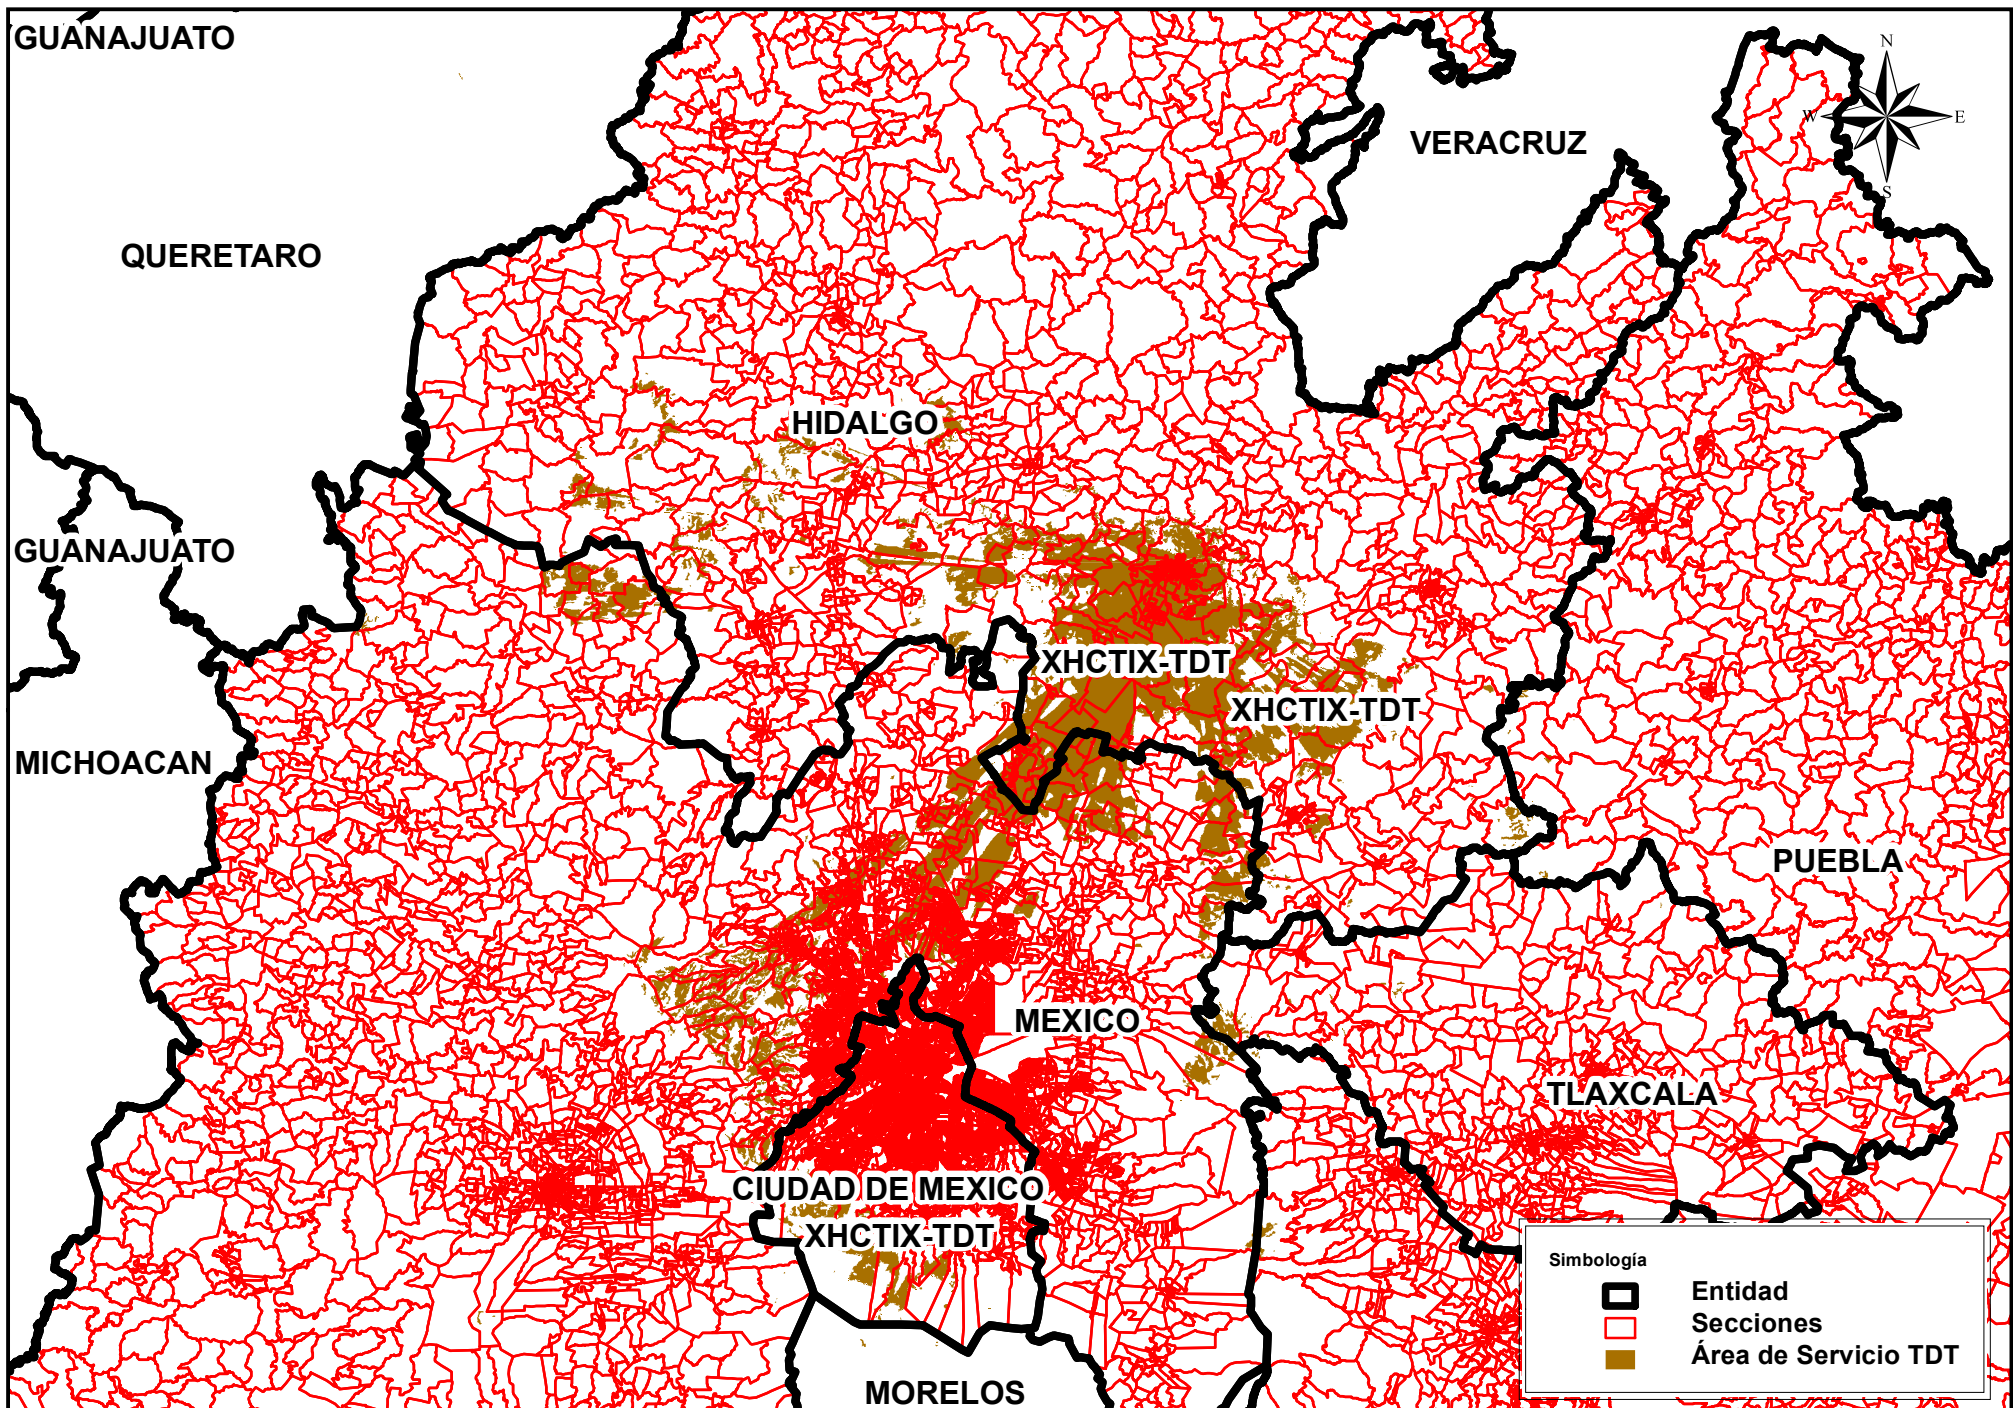 GUANAJUATO
N
W
E
S
VERACRUZ
QUERETARO
HIDALGO
GUANAJUATO
XHCTIX-TDT
XHCTIX-TDT
MICHOACAN
PUEBLA
MEXICO
TLAXCALA
CIUDAD DE MEXICO
XHCTIX-TDT
MORELOS
Simbología
Entidad
Secciones
Área de Servicio TDT